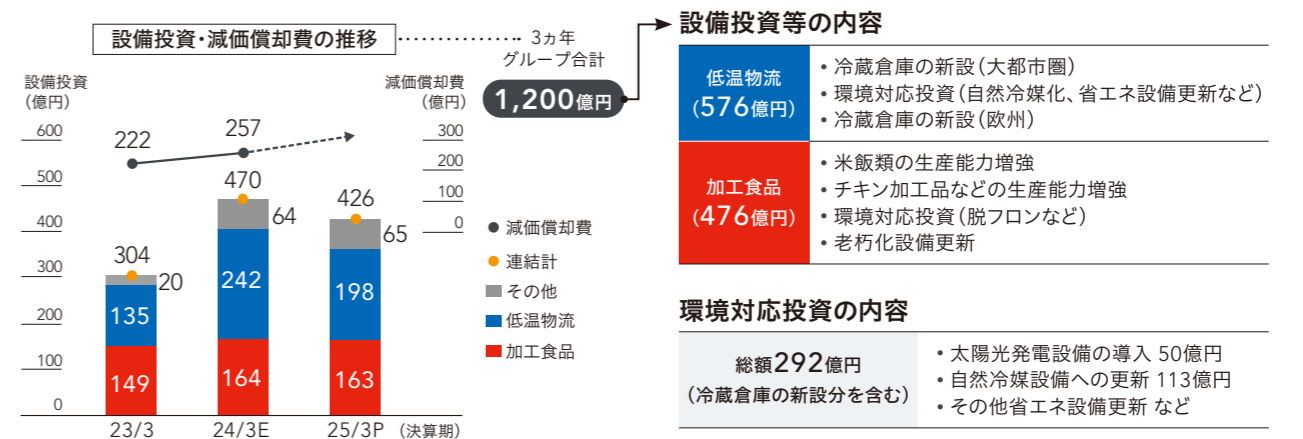 設備投資・減価償却費の推移
3ヵ年
グループ合計
1,200億円
設備投資
(億円)
減価償却費
(億円)
600
500
400
300
200
100
0
300
200
100
0
222
257
304
20
135
149
470
64
242
164
426
65
198
163
23/3
24/3E
25/3P
(決算期)
減価償却費
連結計
その他
低温物流
加工食品
設備投資等の内容
低温物流
(576億円)
• 冷蔵倉庫の新設(大都市圏)
• 環境対応投資(自然冷媒化、省エネ設備更新など)
• 冷蔵倉庫の新設(欧州)
加工食品
(476億円)
• 米飯類の生産能力増強
• チキン加工品などの生産能力増強
• 環境対応投資(脱フロンなど)
• 老朽化設備更新
環境対応投資の内容
総額292億円
(冷蔵倉庫の新設分を含む)
• 太陽光発電設備の導入 50億円
• 自然冷媒設備への更新 113億円
• その他省エネ設備更新 など